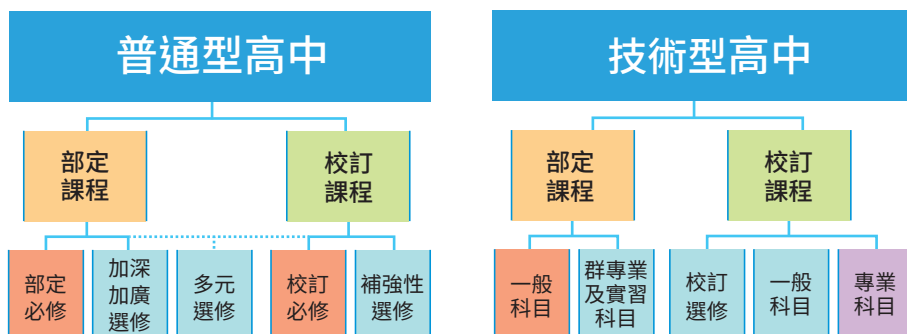 普通型高中
部定
課程
校訂
課程
部定
必修
加深
加廣
選修
多元
選修
校訂
必修
補強性
選修
技術型高中
部定
課程
校訂
課程
一般
科目
群專業
及實習
科目
校訂
選修
一般
科目
專業
科目